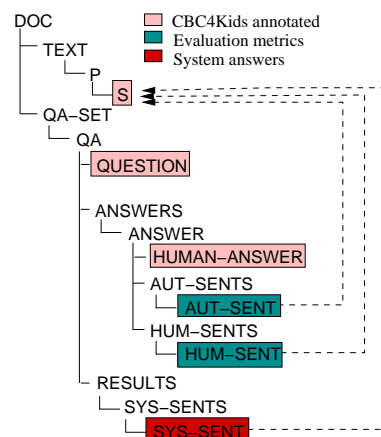 DOC
CBC4Kids annotated
Evaluation metrics
System answers
TEXT
P
S
QA-SET
QA
QUESTION
ANSWERS
ANSWER
HUMAN-ANSWER
AUT-SENTS
AUT-SENT
HUM-SENTS
HUM-SENT
RESULTS
SYS-SENTS
SYS-SENT